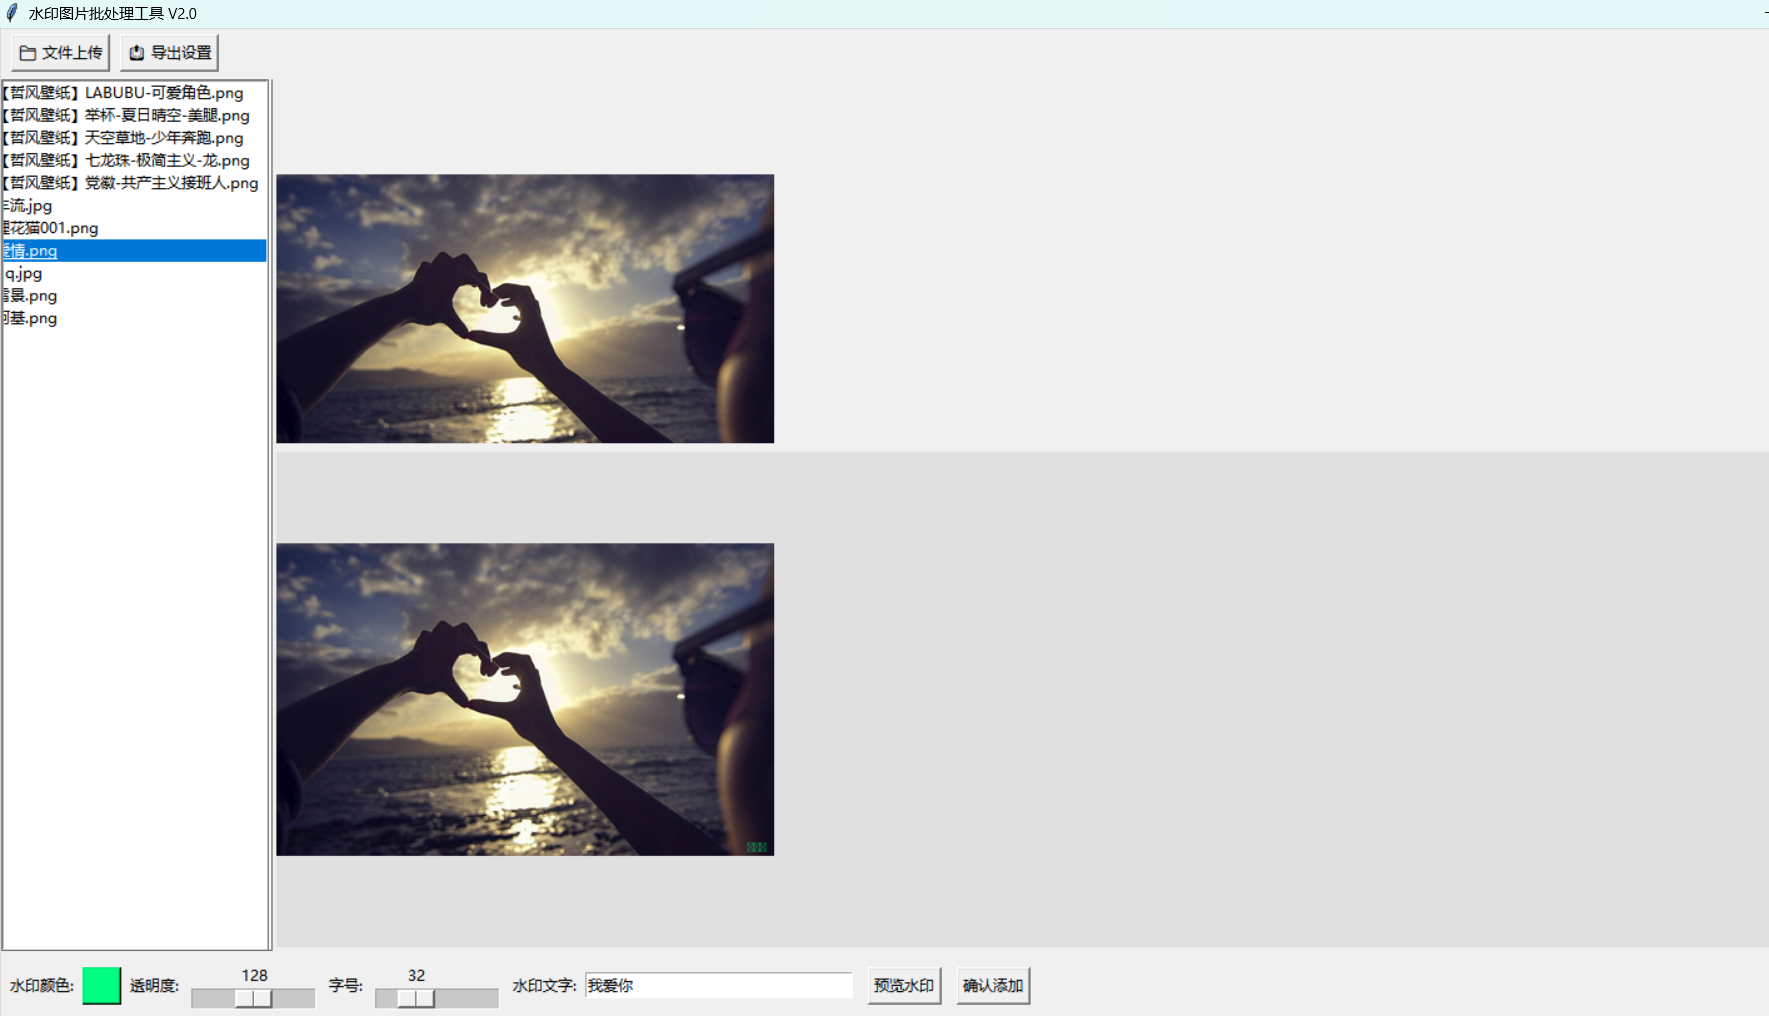 水印图片批处理工具 V2.0
文件上传
导出设置
【哲风壁纸】LABUBU-可爱角色.png
【哲风壁纸】举杯-夏日晴空-美腿.png
【哲风壁纸】天空草地-少年奔跑.png
【哲风壁纸】七龙珠-极简主义-龙.png
【哲风壁纸】党徽-共产主义接班人.png
流.jpg
花猫001.png
爱情.png
q.jpg
景.png
基.png
水印颜色:
透明度:
128
字号:
32
水印文字:
我爱你
预览水印
确认添加